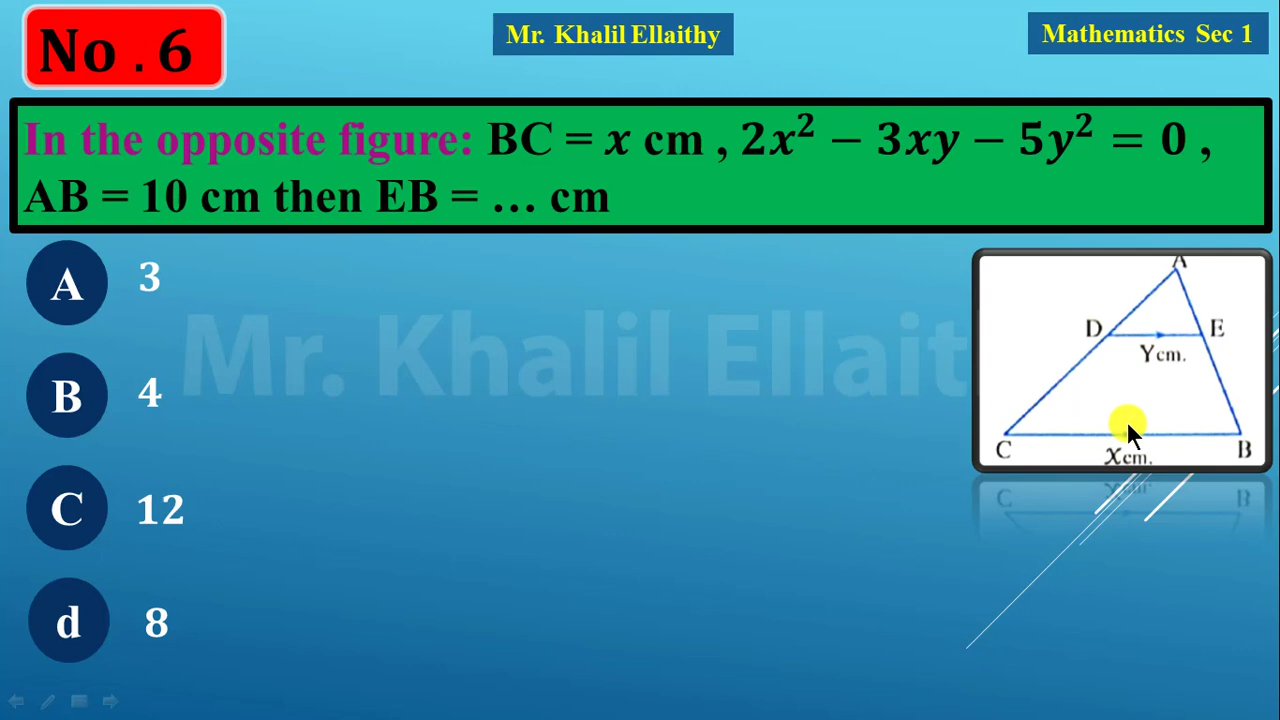 No . 6
Mr. Khalil Ellaithy
Mathematics Sec 1
In the opposite figure: BC = x cm , 2x² − 3xy − 5y² = 0 ,
AB = 10 cm then EB = … cm
A 3
B 4
C 12
d 8
Mr. Khalil Ellait
A
D E
Ycm.
C B
xcm.